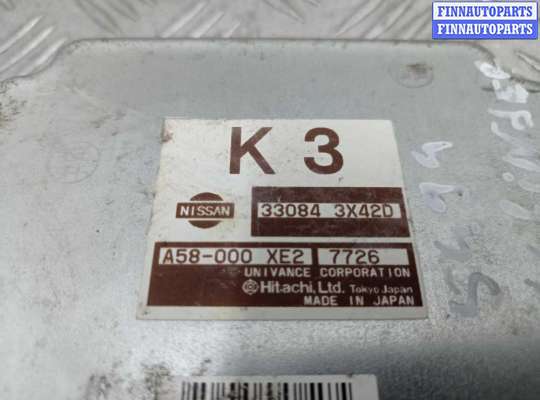 FINNAUTOPARTS
FINNAUTOPARTS
K 3
NISSAN
33084 3X42D
A58-000 XE2 7726
© UNIVANCE CORPORATION
Hitachi, Ltd. Tokyo Japan
MADE IN JAPAN